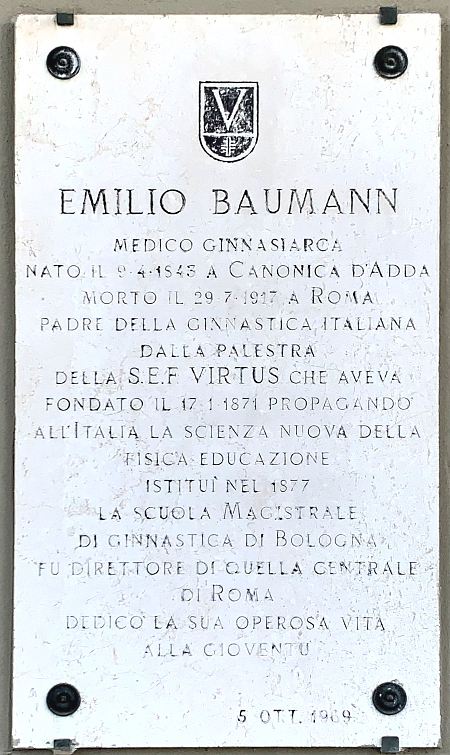 V
EMILIO BAUMANN
MEDICO GINNASIARCA
NATO IL 9·4·1843 A CANONICA D'ADDA
MORTO IL 29·7·1917 A ROMA
PADRE DELLA GINNASTICA ITALIANA
DALLA PALESTRA
DELLA S.E.F VIRTUS CHE AVEVA
FONDATO IL 17·1·1871 PROPAGANDÒ
ALL'ITALIA LA SCIENZA NUOVA DELLA
FISICA EDUCAZIONE
ISTITUÌ NEL 1877
LA SCUOLA MAGISTRALE
DI GINNASTICA DI BOLOGNA
FU DIRETTORE DI QUELLA CENTRALE
DI ROMA
DEDICÒ LA SUA OPEROSA VITA
ALLA GIOVENTÙ
5 OTT. 1969